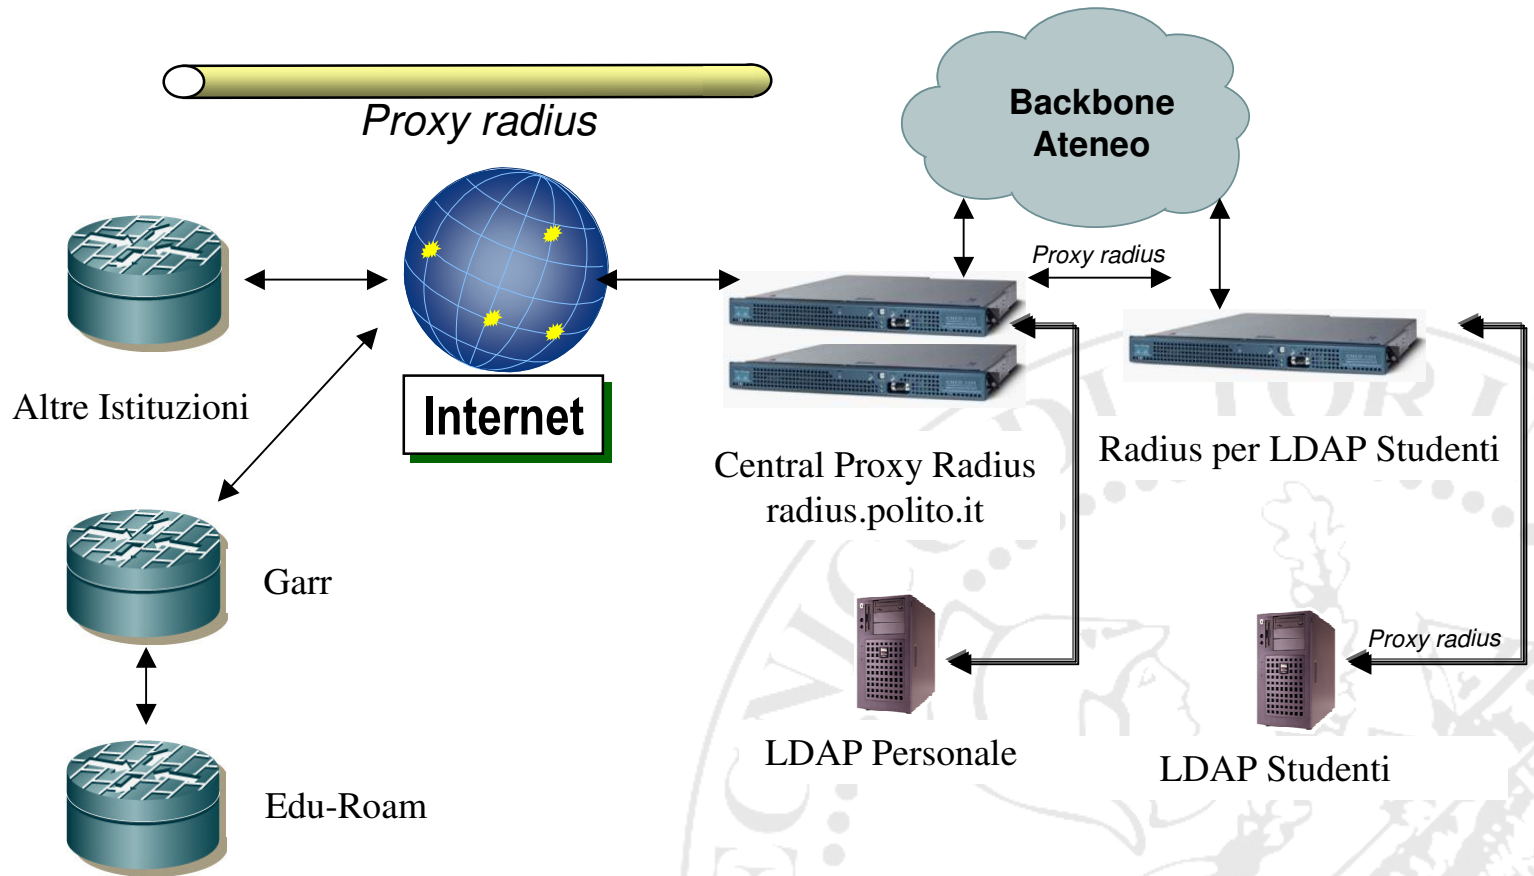 Proxy radius
Backbone
Ateneo
Proxy radius
Internet
Altre Istituzioni
Central Proxy Radius
radius.polito.it
Radius per LDAP Studenti
Garr
Proxy radius
LDAP Personale
LDAP Studenti
Edu-Roam